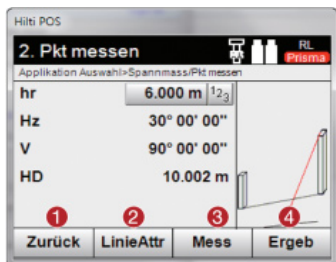 Hilti POS
2. Pkt messen
RL
Prisma
Applikation Auswahl>Spannmass/Pkt messen
hr 6.000 m 123
Hz 30° 00' 00"
V 90° 00' 00"
HD 10.002 m
1 2 3 4
Zurück LinieAttr Mess Ergeb